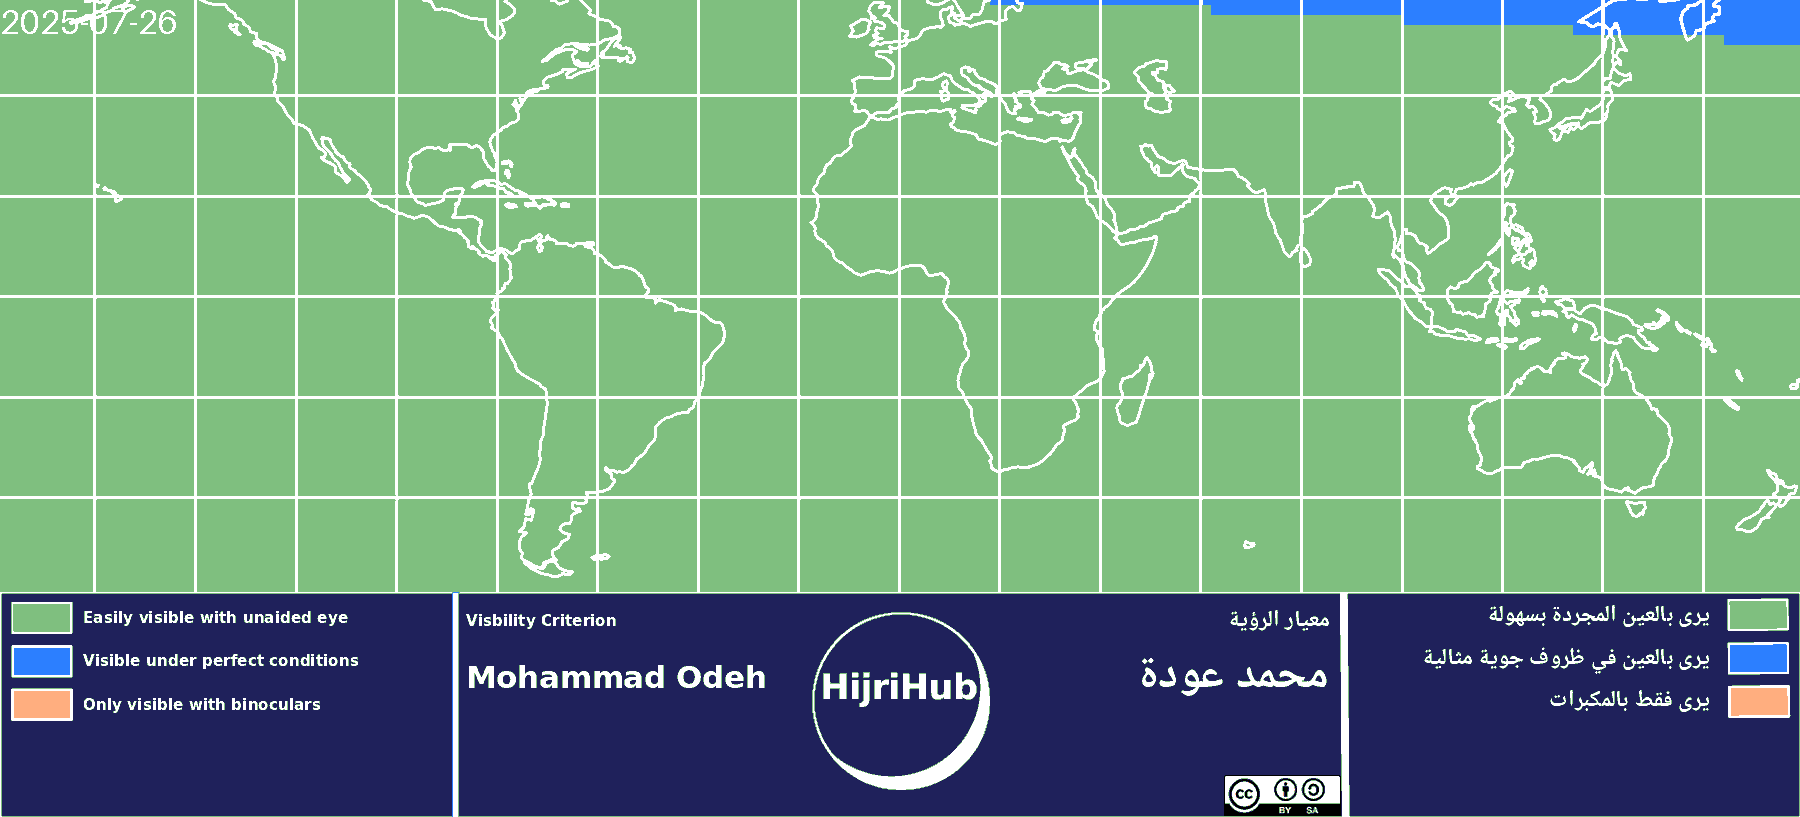 2025-07-26
Easily visible with unaided eye
Visible under perfect conditions
Only visible with binoculars
Visbility Criterion
Mohammad Odeh
HijriHub
معيار الرؤية
محمد عودة
cc
BY SA
يرى بالعين المجردة بسهولة
يرى بالعين في ظروف جوية مثالية
يرى فقط بالمكبرات